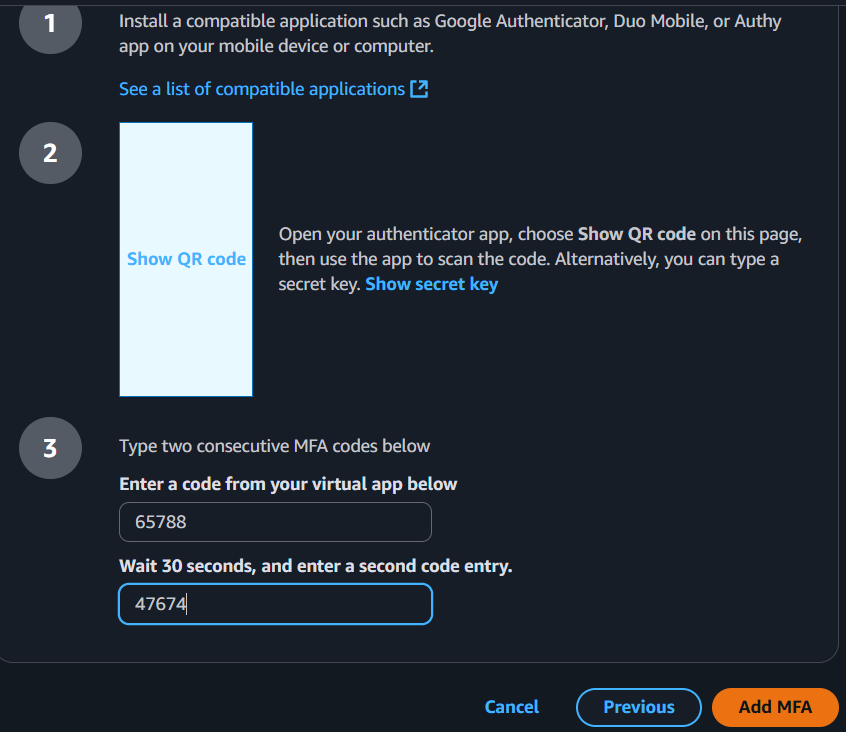 1
Install a compatible application such as Google Authenticator, Duo Mobile, or Authy
app on your mobile device or computer.
See a list of compatible applications
2
Show QR code
Open your authenticator app, choose Show QR code on this page,
then use the app to scan the code. Alternatively, you can type a
secret key. Show secret key
3
Type two consecutive MFA codes below
Enter a code from your virtual app below
65788
Wait 30 seconds, and enter a second code entry.
47674
Cancel
Previous
Add MFA